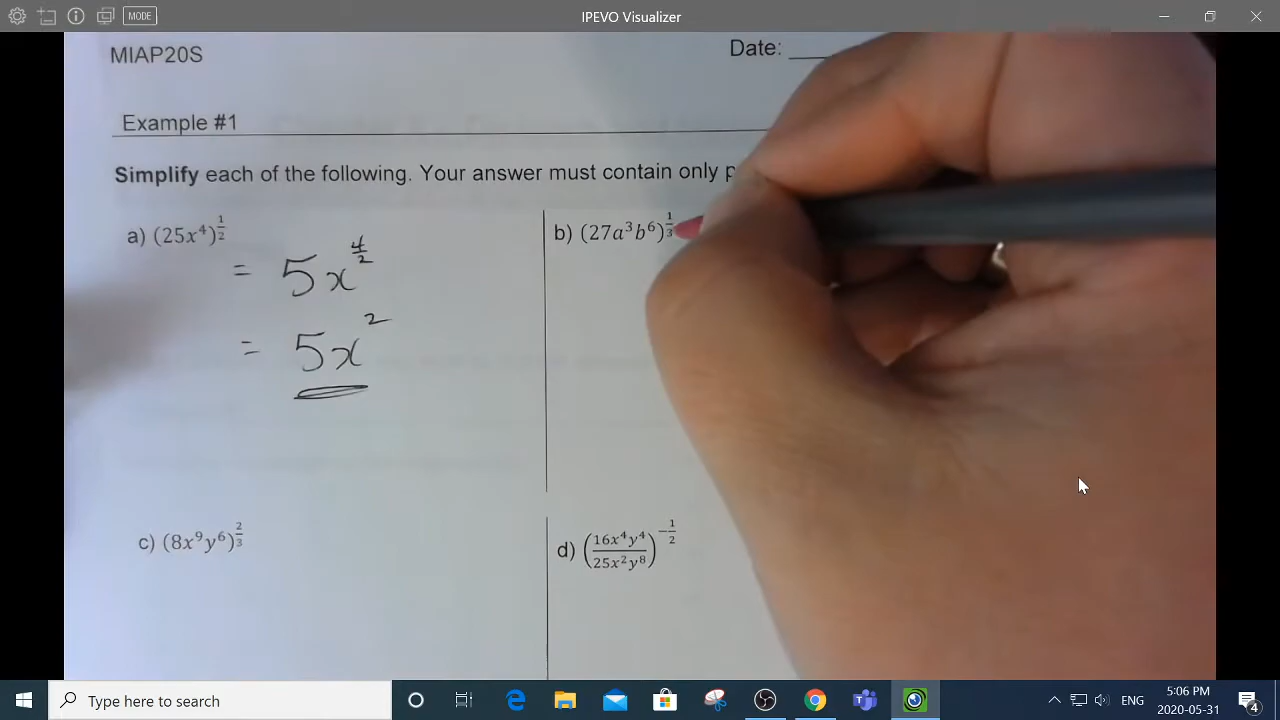 IPEVO Visualizer
MODE
MIAP20S
Date:
Example #1
Simplify each of the following. Your answer must contain only
a) (25x⁴)^(1/2)
= 5x^(4/2)
= 5x²
b) (27a³b⁶)^(1/3)
c) (8x⁹y⁶)^(2/3)
d) (16x⁴y⁴/25x²y⁸)^(-1/2)
Type here to search
ENG
5:06 PM
2020-05-31
4